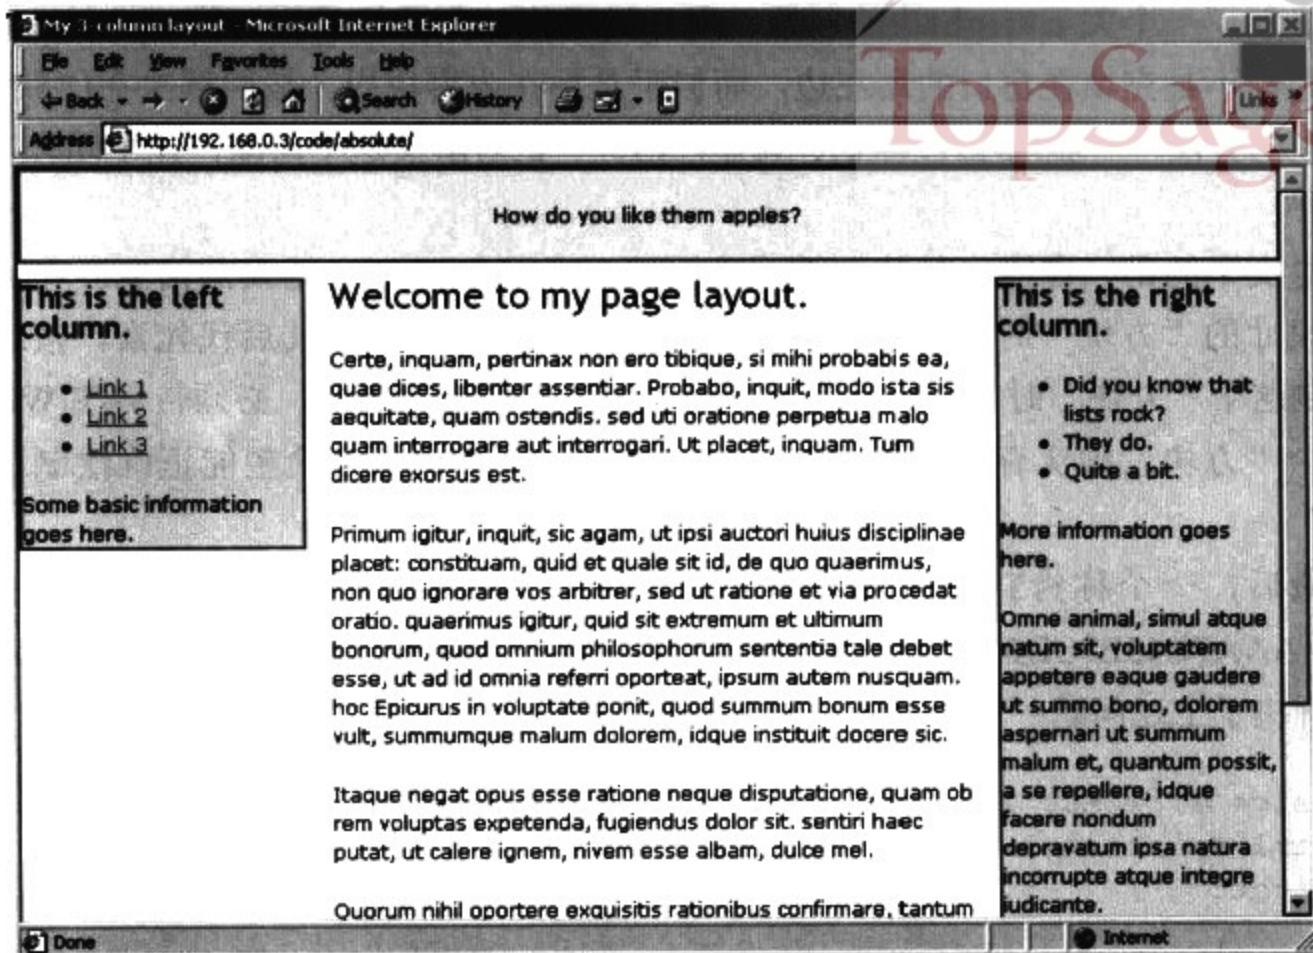 My 3-column layout - Microsoft Internet Explorer
File Edit View Favorites Tools Help
Back Search History Links »
Address http://192.168.0.3/code/absolute/
TopSage
How do you like them apples?
This is the left
column.
Link 1
Link 2
Link 3
Some basic information
goes here.
Welcome to my page layout.
Certe, inquam, pertinax non ero tibique, si mihi probabis ea,
quae dices, libenter assentiar. Probabo, inquit, modo ista sis
aequitate, quam ostendis. sed uti oratione perpetua malo
quam interrogare aut interrogari. Ut placet, inquam. Tum
dicere exorsus est.
Primum igitur, inquit, sic agam, ut ipsi auctori huius disciplinae
placet: constituam, quid et quale sit id, de quo quaerimus,
non quo ignorare vos arbitrer, sed ut ratione et via procedat
oratio. quaerimus igitur, quid sit extremum et ultimum
bonorum, quod omnium philosophorum sententia tale debet
esse, ut ad id omnia referri oporteat, ipsum autem nusquam.
hoc Epicurus in voluptate ponit, quod summum bonum esse
vult, summumque malum dolorem, idque instituit docere sic.
Itaque negat opus esse ratione neque disputatione, quam ob
rem voluptas expetenda, fugiendus dolor sit. sentiri haec
putat, ut calere ignem, nivem esse albam, dulce mel.
Quorum nihil oportere exquisitis rationibus confirmare, tantum
This is the right
column.
Did you know that
lists rock?
They do.
Quite a bit.
More information goes
here.
Omne animal, simul atque
natum sit, voluptatem
appetere eaque gaudere
ut summo bono, dolorem
aspernari ut summum
malum et, quantum possit,
a se repellere, idque
facere nondum
depravatum ipsa natura
incorrupte atque integre
iudicante.
Done Internet